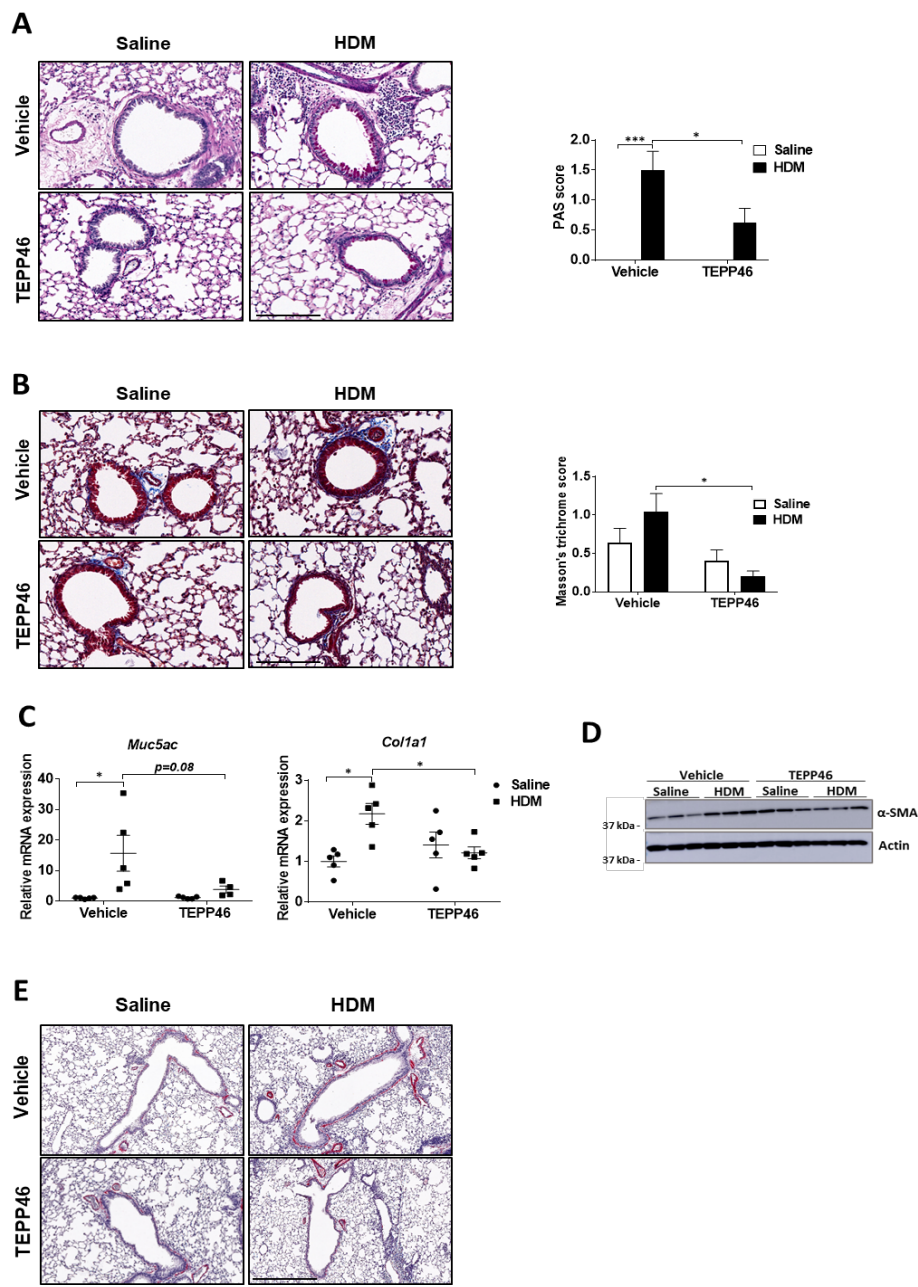 A
Saline
HDM
Vehicle
TEPP46
PAS score
2.0
1.5
1.0
0.5
0.0
***
*
Saline
HDM
Vehicle
TEPP46
B
Saline
HDM
Vehicle
TEPP46
Masson's trichrome score
1.5
1.0
0.5
0.0
*
Saline
HDM
Vehicle
TEPP46
C
Muc5ac
Relative mRNA expression
40
30
20
10
0
*
p=0.08
Vehicle
TEPP46
Col1a1
Relative mRNA expression
3
2
1
0
*
*
Saline
HDM
Vehicle
TEPP46
D
Vehicle
TEPP46
Saline
HDM
Saline
HDM
α-SMA
37 kDa -
Actin
37 kDa -
E
Saline
HDM
Vehicle
TEPP46